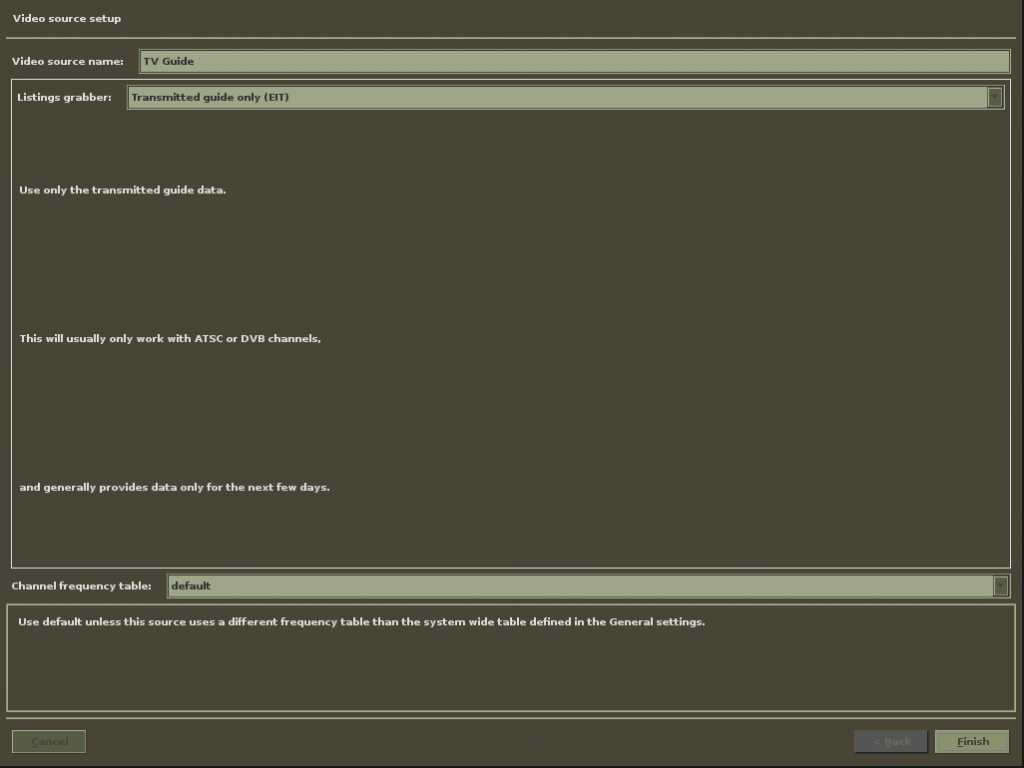 Video source setup
Video source name: TV Guide
Listings grabber: Transmitted guide only (EIT)
Use only the transmitted guide data.
This will usually only work with ATSC or DVB channels,
and generally provides data only for the next few days.
Channel frequency table: default
Use default unless this source uses a different frequency table than the system wide table defined in the General settings.
Cancel < Back Finish